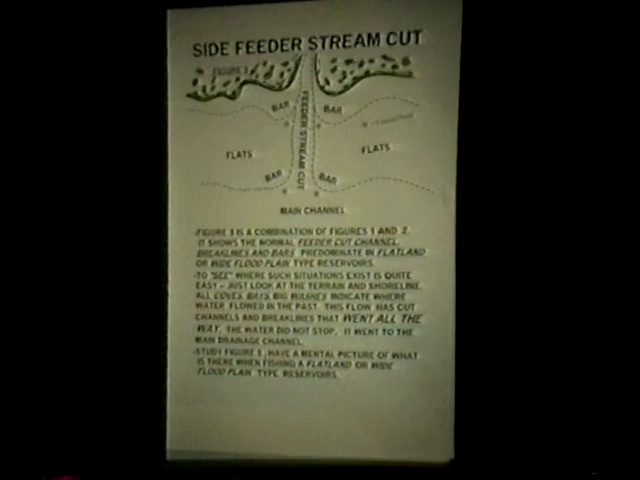 SIDE FEEDER STREAM CUT
FIGURE
BAR
BAR
FEEDER STREAM CUT
FLATS
FLATS
BAR
BAR
MAIN CHANNEL
-FIGURE 3 IS A COMBINATION OF FIGURES 1 AND 2.
IT SHOWS THE NORMAL FEEDER CUT CHANNEL.
BREAKLINES AND BARS PREDOMINATE IN FLATLAND
OR WIDE FLOOD PLAIN TYPE RESERVOIRS.
-TO "SEE" WHERE SUCH SITUATIONS EXIST IS QUITE
EASY - JUST LOOK AT THE TERRAIN AND SHORELINE.
ALL COVES, BAYS, BIG WASHES INDICATE WHERE
WATER FLOWED IN THE PAST. THIS FLOW HAS CUT
CHANNELS AND BREAKLINES THAT WENT ALL THE
WAY. THE WATER DID NOT STOP. IT WENT TO THE
MAIN DRAINAGE CHANNEL.
-STUDY FIGURE 3. HAVE A MENTAL PICTURE OF WHAT
IS THERE WHEN FISHING A FLATLAND OR WIDE
FLOOD PLAIN TYPE RESERVOIRS.